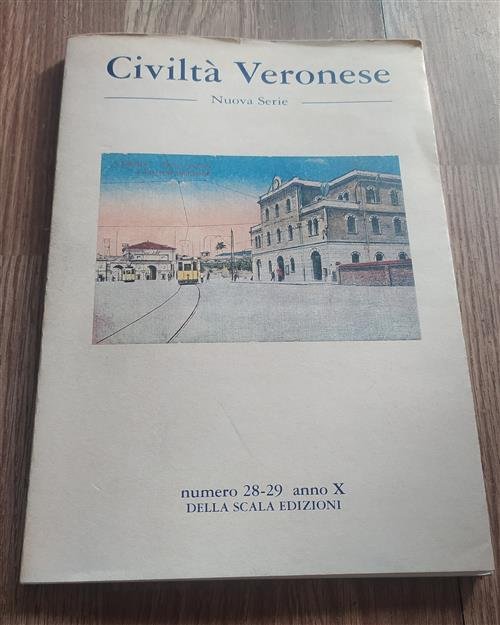 Civiltà Veronese
Nuova Serie
numero 28-29 anno X
DELLA SCALA EDIZIONI